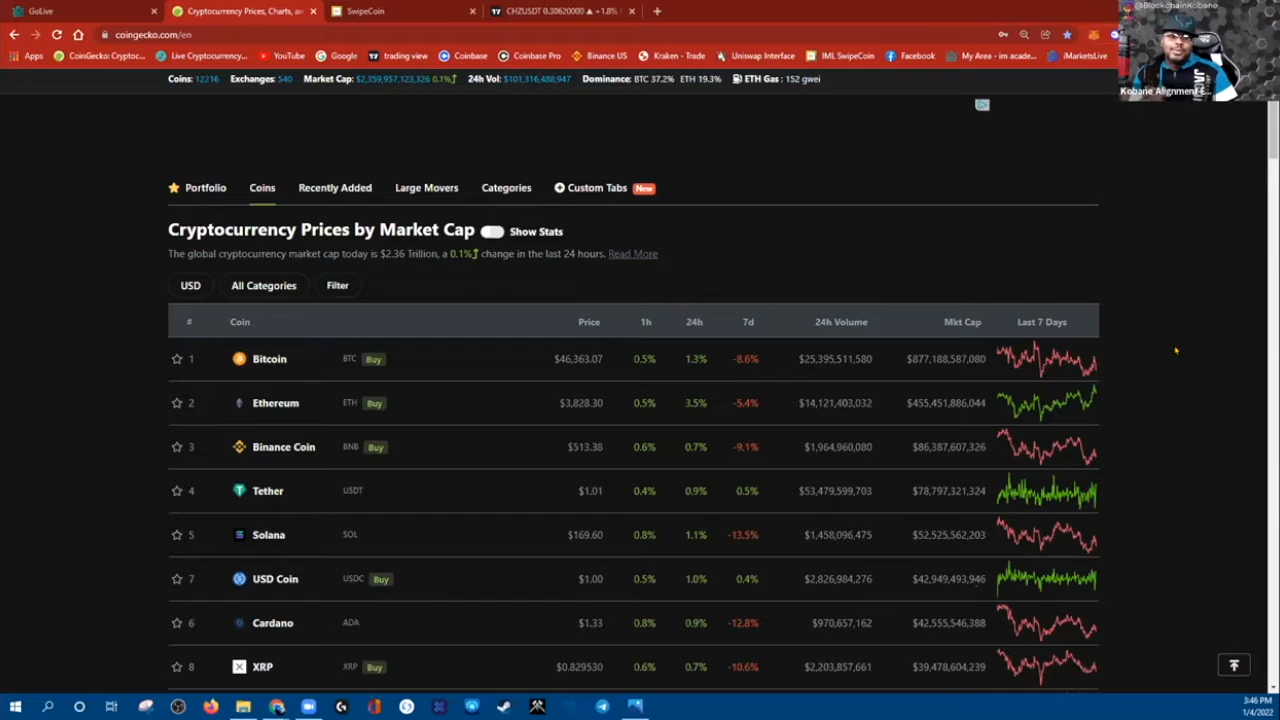 GoLive
Cryptocurrency Prices, Charts, an
SwipeCoin
CHZUSDT 0.30620000 ▲ +1.8%
@BlockchainKobane
coingecko.com/en
Apps CoinGecko: Cryptoc... Live Cryptocurrency... YouTube Google trading view Coinbase Coinbase Pro Binance US Kraken - Trade Uniswap Interface IML SwipeCoin Facebook My Area - im acade... iMarketsLive
Kobane Alignment E...
Coins: 12216 Exchanges: 540 Market Cap: $2,359,957,123,326 0.1% 24h Vol: $101,316,488,947 Dominance: BTC 37.2% ETH 19.3% ETH Gas: 152 gwei
Portfolio Coins Recently Added Large Movers Categories Custom Tabs New
Cryptocurrency Prices by Market Cap Show Stats
The global cryptocurrency market cap today is $2.36 Trillion, a 0.1% change in the last 24 hours. Read More
USD All Categories Filter
# Coin Price 1h 24h 7d 24h Volume Mkt Cap Last 7 Days
1 Bitcoin BTC Buy $46,363.07 0.5% 1.3% -8.6% $25,395,511,580 $877,188,587,080
2 Ethereum ETH Buy $3,828.30 0.5% 3.5% -5.4% $14,121,403,032 $455,451,886,044
3 Binance Coin BNB Buy $513.38 0.6% 0.7% -9.1% $1,964,960,080 $86,387,607,326
4 Tether USDT $1.01 0.4% 0.9% 0.5% $53,479,599,703 $78,797,321,324
5 Solana SOL $169.60 0.8% 1.1% -13.5% $1,458,096,475 $52,525,562,203
7 USD Coin USDC Buy $1.00 0.5% 1.0% 0.4% $2,826,984,276 $42,949,493,946
6 Cardano ADA $1.33 0.8% 0.9% -12.8% $970,657,162 $42,555,546,388
8 XRP XRP Buy $0.829530 0.6% 0.7% -10.6% $2,203,857,661 $39,478,604,239
3:46 PM
1/4/2022